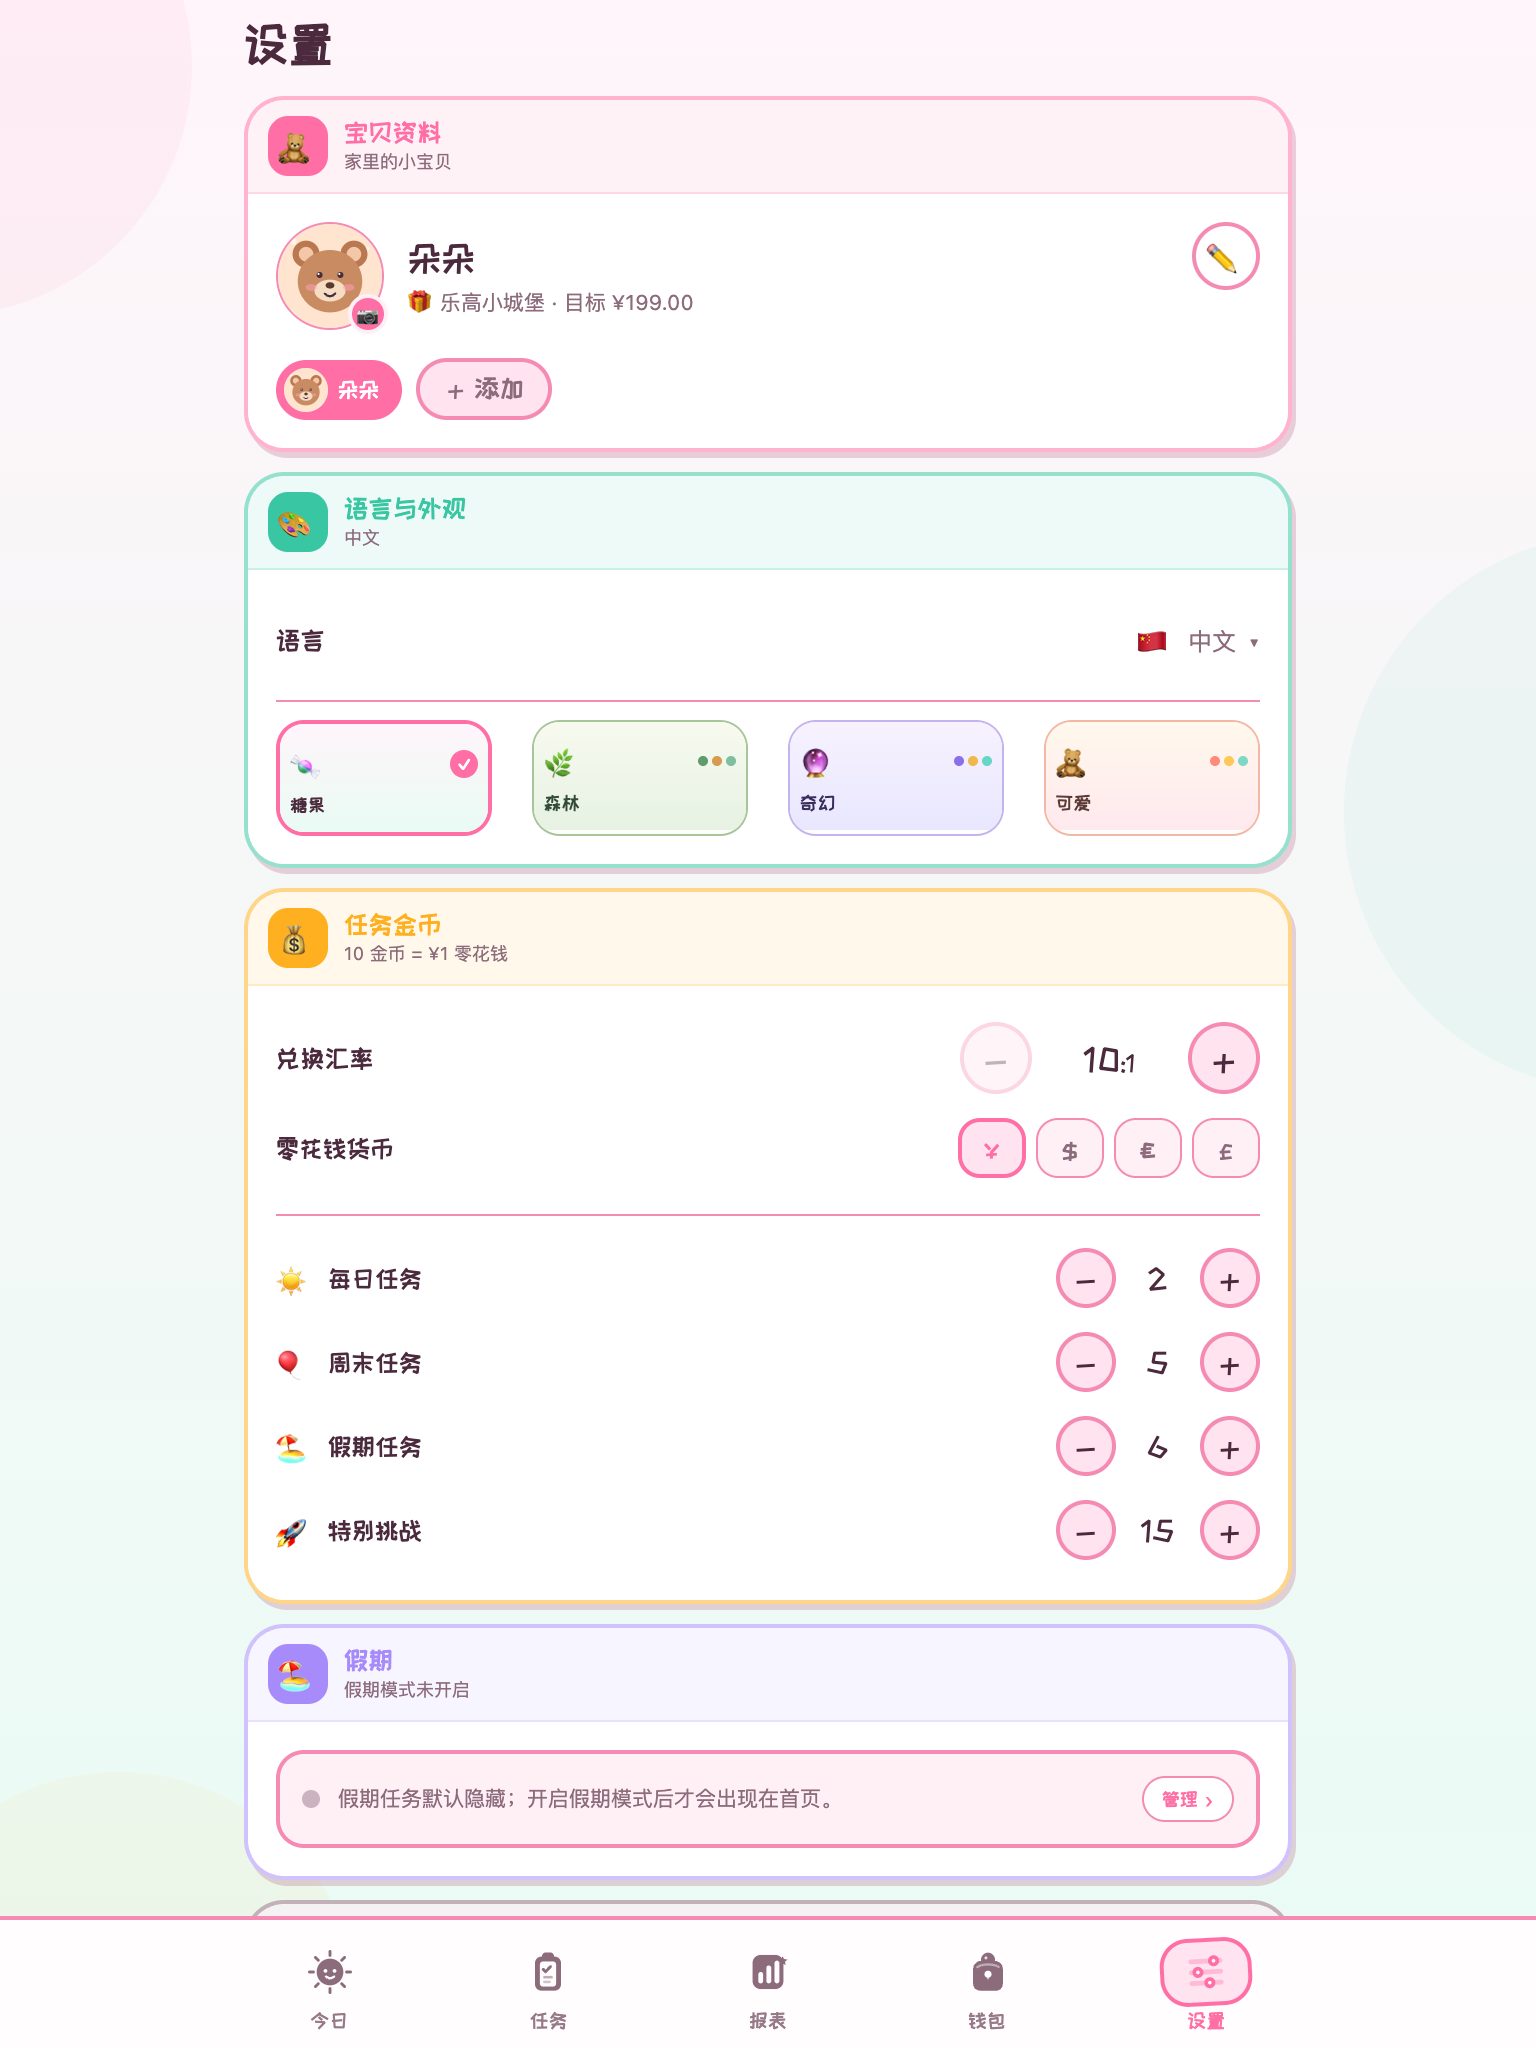 设置
宝贝资料
家里的小宝贝
朵朵
乐高小城堡 · 目标 ¥199.00
朵朵
+ 添加
语言与外观
中文
语言
中文 ▾
糖果
森林
奇幻
可爱
任务金币
10 金币 = ¥1 零花钱
兑换汇率
− 10:1 +
零花钱货币
¥ $ € £
每日任务
− 2 +
周末任务
− 5 +
假期任务
− 6 +
特别挑战
− 15 +
假期
假期模式未开启
假期任务默认隐藏；开启假期模式后才会出现在首页。
管理 ›
今日
任务
报表
钱包
设置